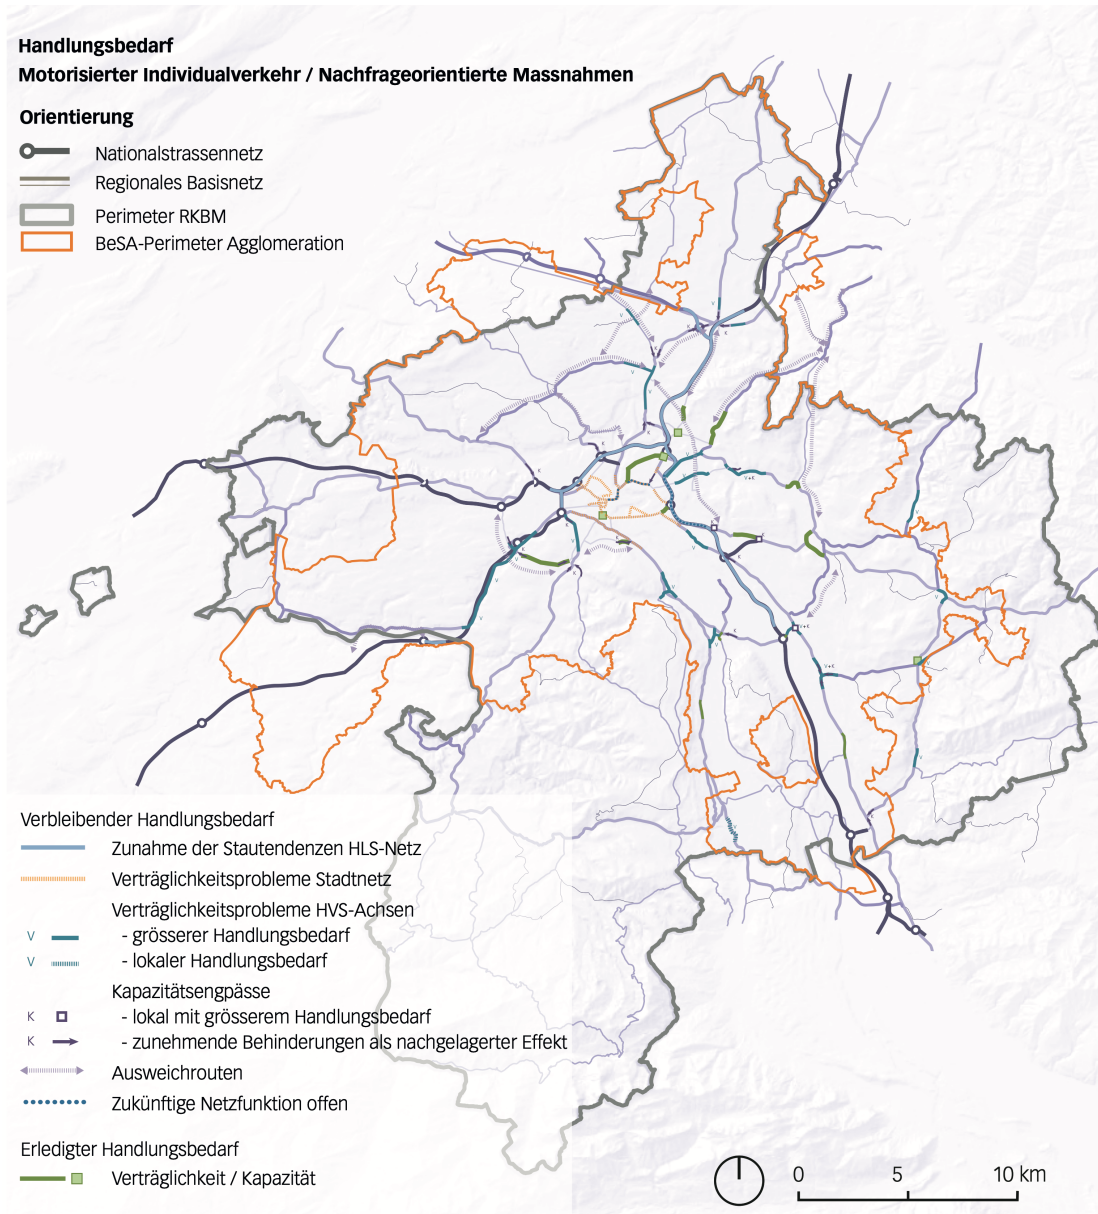 Handlungsbedarf
Motorisierter Individualverkehr / Nachfrageorientierte Massnahmen
Orientierung
Nationalstrassennetz
Regionales Basisnetz
Perimeter RKBM
BeSA-Perimeter Agglomeration
V
V
K
K
V
V
K
K
K
V
V+K
K
V
V
K
K
V
K
K
V
V
K
V+K
V
V
V+K
V
V
Verbleibender Handlungsbedarf
Zunahme der Stautendenzen HLS-Netz
Verträglichkeitsprobleme Stadtnetz
Verträglichkeitsprobleme HVS-Achsen
V - grösserer Handlungsbedarf
V - lokaler Handlungsbedarf
Kapazitätsengpässe
K - lokal mit grösserem Handlungsbedarf
K - zunehmende Behinderungen als nachgelagerter Effekt
Ausweichrouten
Zukünftige Netzfunktion offen
Erledigter Handlungsbedarf
Verträglichkeit / Kapazität
0 5 10 km